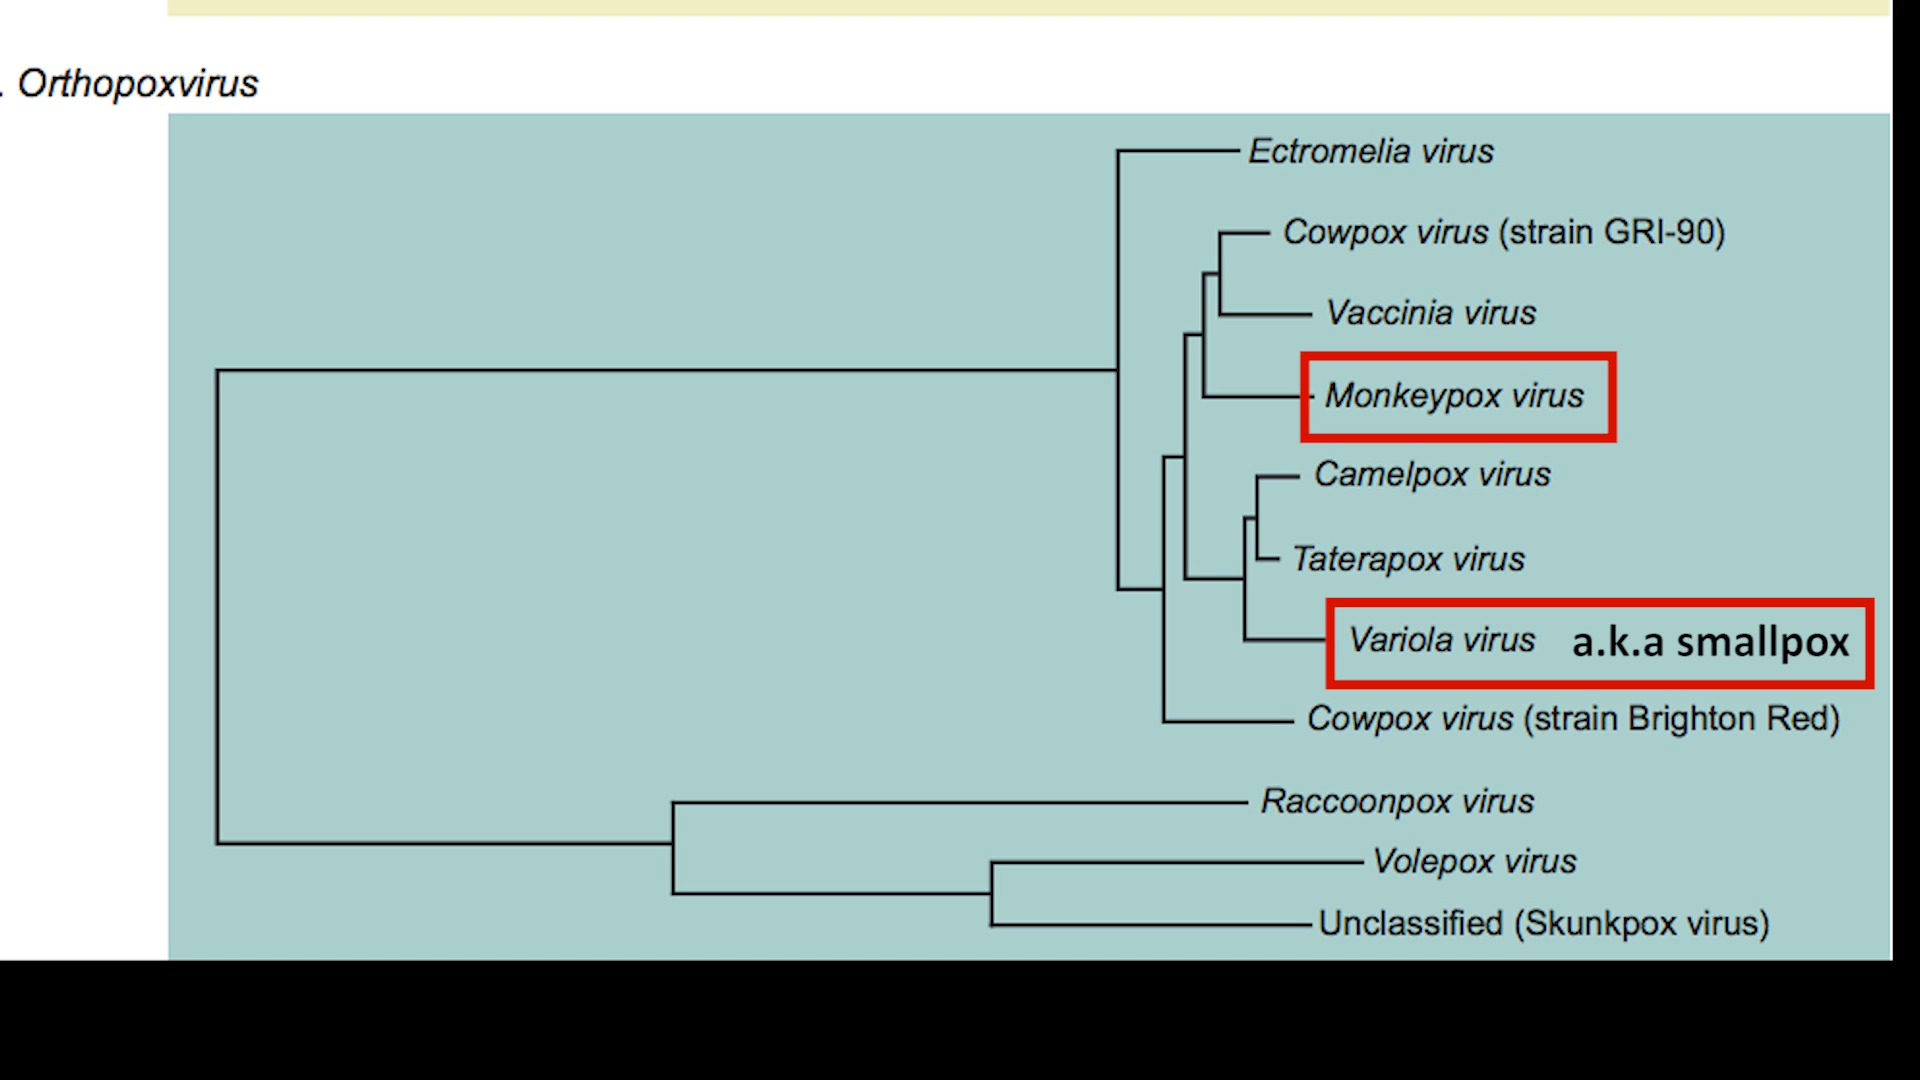 . Orthopoxvirus
Ectromelia virus
Cowpox virus (strain GRI-90)
Vaccinia virus
Monkeypox virus
Camelpox virus
Taterapox virus
Variola virus a.k.a smallpox
Cowpox virus (strain Brighton Red)
Raccoonpox virus
Volepox virus
Unclassified (Skunkpox virus)